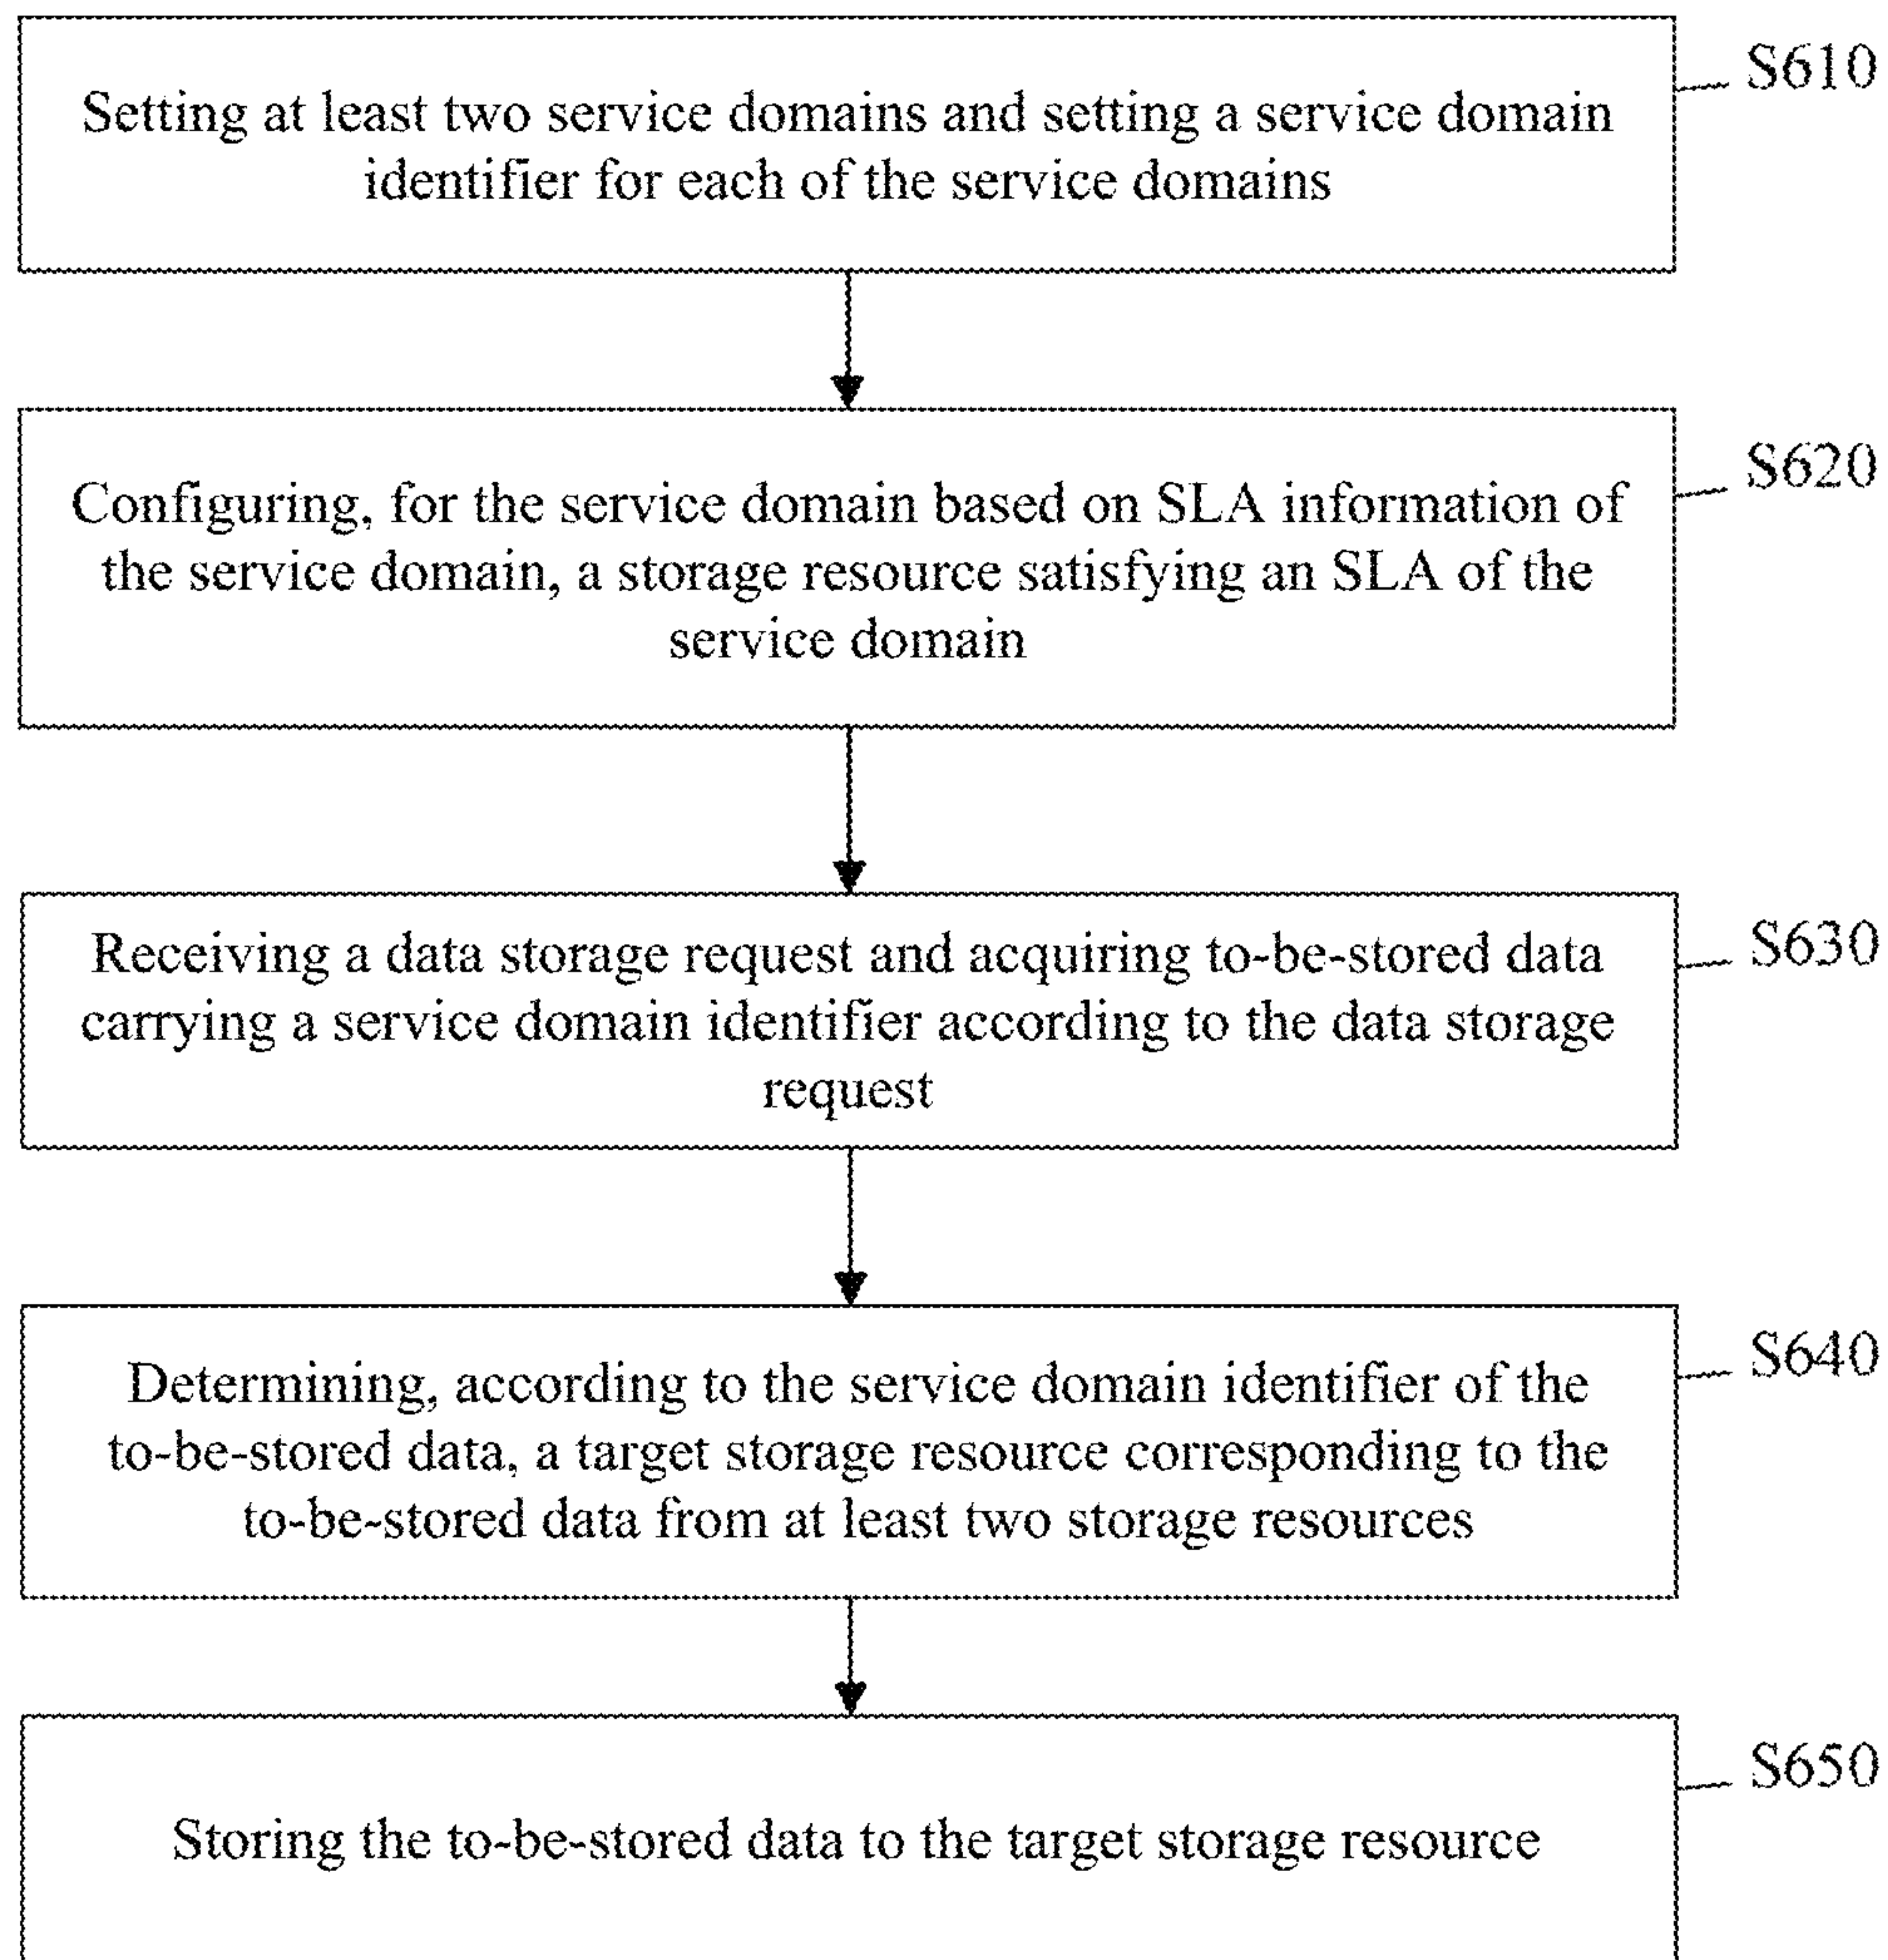 S610
Setting at least two service domains and setting a service domain
identifier for each of the service domains
S620
Configuring, for the service domain based on SLA information of
the service domain, a storage resource satisfying an SLA of the
service domain
S630
Receiving a data storage request and acquiring to-be-stored data
carrying a service domain identifier according to the data storage
request
S640
Determining, according to the service domain identifier of the
to-be-stored data, a target storage resource corresponding to the
to-be-stored data from at least two storage resources
S650
Storing the to-be-stored data to the target storage resource